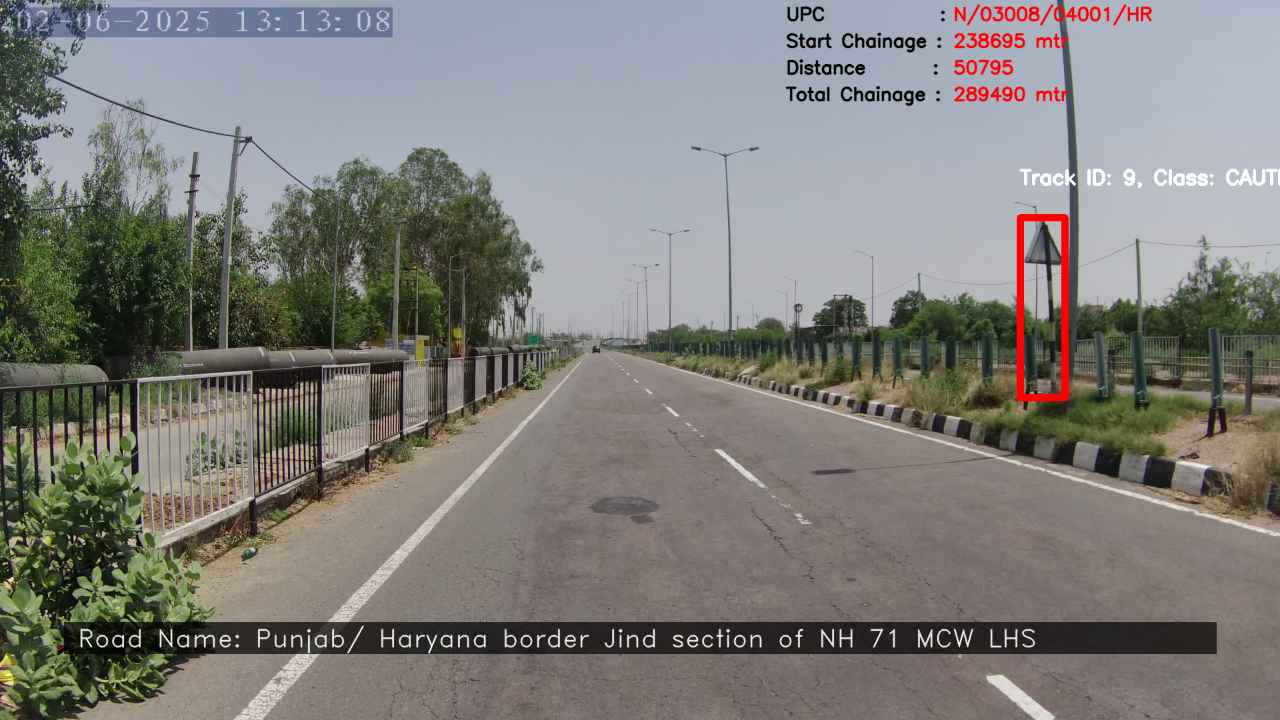 02-06-2025 13:13:08
UPC : N/03008/04001/HR
Start Chainage : 238695 mtr
Distance : 50795
Total Chainage : 289490 mtr
Track ID: 9, Class: CAUTI
Road Name: Punjab/ Haryana border Jind section of NH 71 MCW LHS